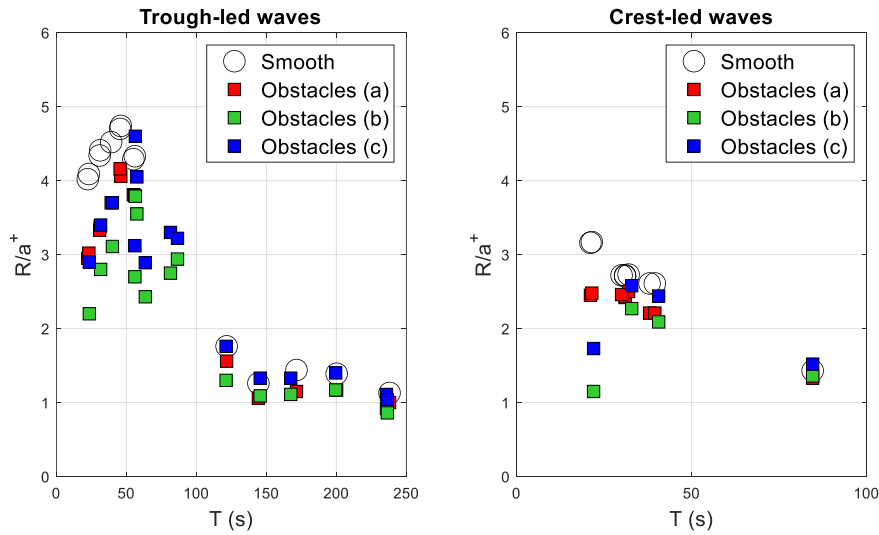 Trough-led waves
Smooth
Obstacles (a)
Obstacles (b)
Obstacles (c)
6
5
4
3
2
1
0
R/a+
0 50 100 150 200 250
T (s)
Crest-led waves
Smooth
Obstacles (a)
Obstacles (b)
Obstacles (c)
6
5
4
3
2
1
0
R/a+
0 50 100
T (s)